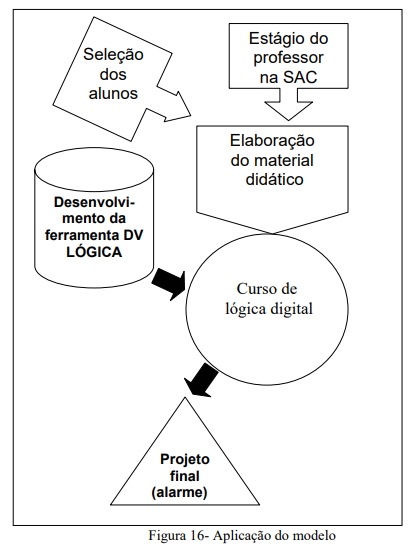 Seleção
dos
alunos
Estágio do
professor
na SAC
Elaboração
do material
didático
Desenvolvi-
mento da
ferramenta DV
LÓGICA
Curso de
lógica digital
Projeto
final
(alarme)
Figura 16- Aplicação do modelo